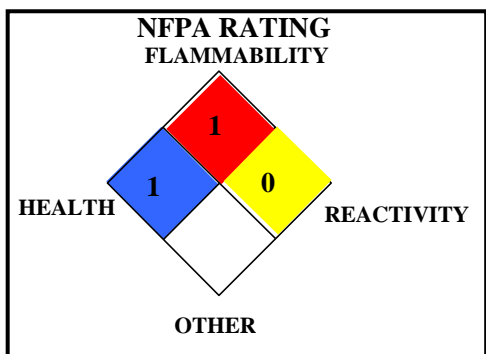 NFPA RATING
FLAMMABILITY
1
1
0
HEALTH
REACTIVITY
OTHER